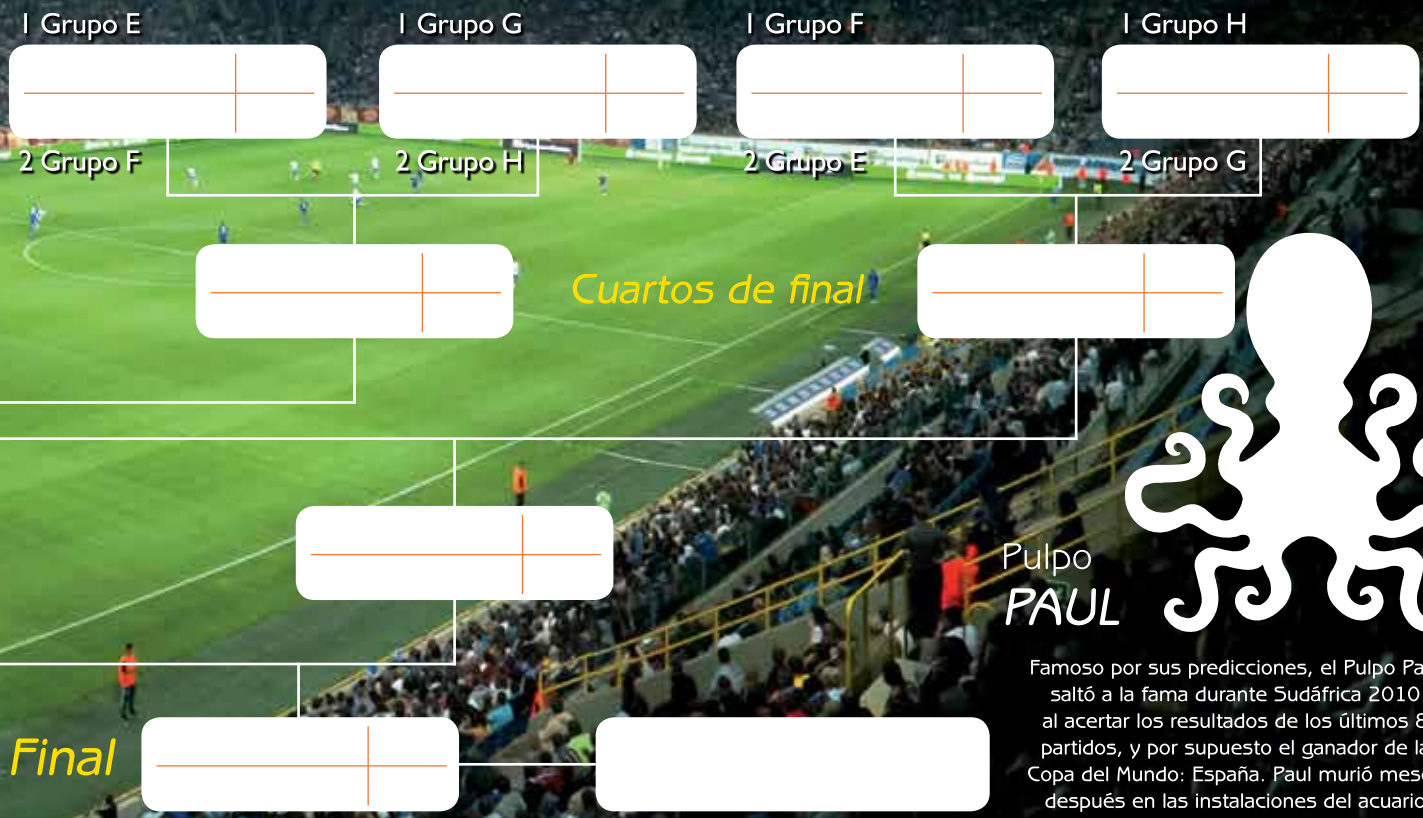 1 Grupo E
1 Grupo G
1 Grupo F
1 Grupo H
2 Grupo F
2 Grupo H
2 Grupo E
2 Grupo G
Cuartos de final
Pulpo
PAUL
Famoso por sus predicciones, el Pulpo Pa
saltó a la fama durante Sudáfrica 2010
al acertar los resultados de los últimos 8
partidos, y por supuesto el ganador de la
Copa del Mundo: España. Paul murió mes
después en las instalaciones del acuario
Final